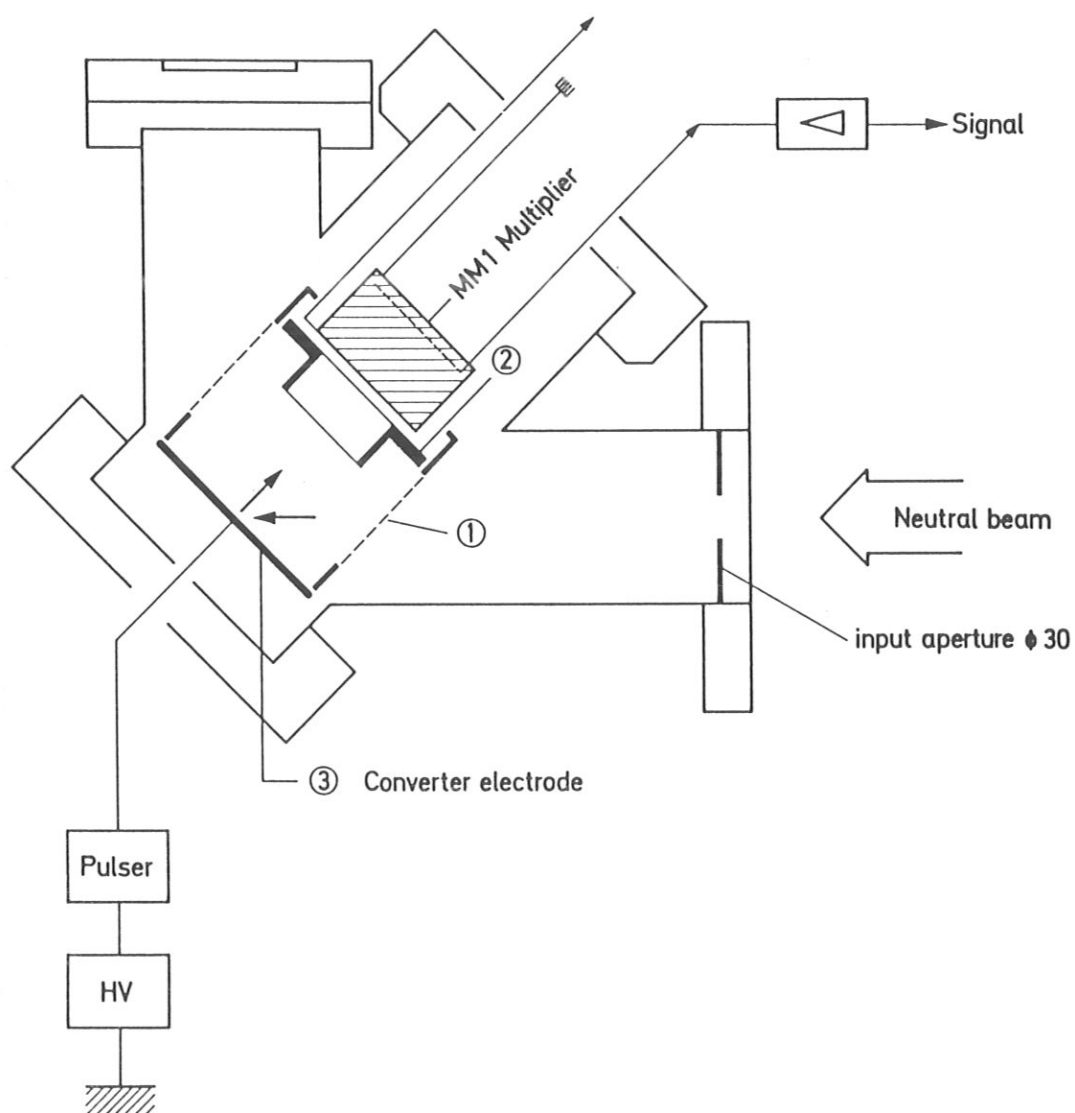 Signal
MM1 Multiplier
②
①
Neutral beam
input aperture ϕ 30
③ Converter electrode
Pulser
HV